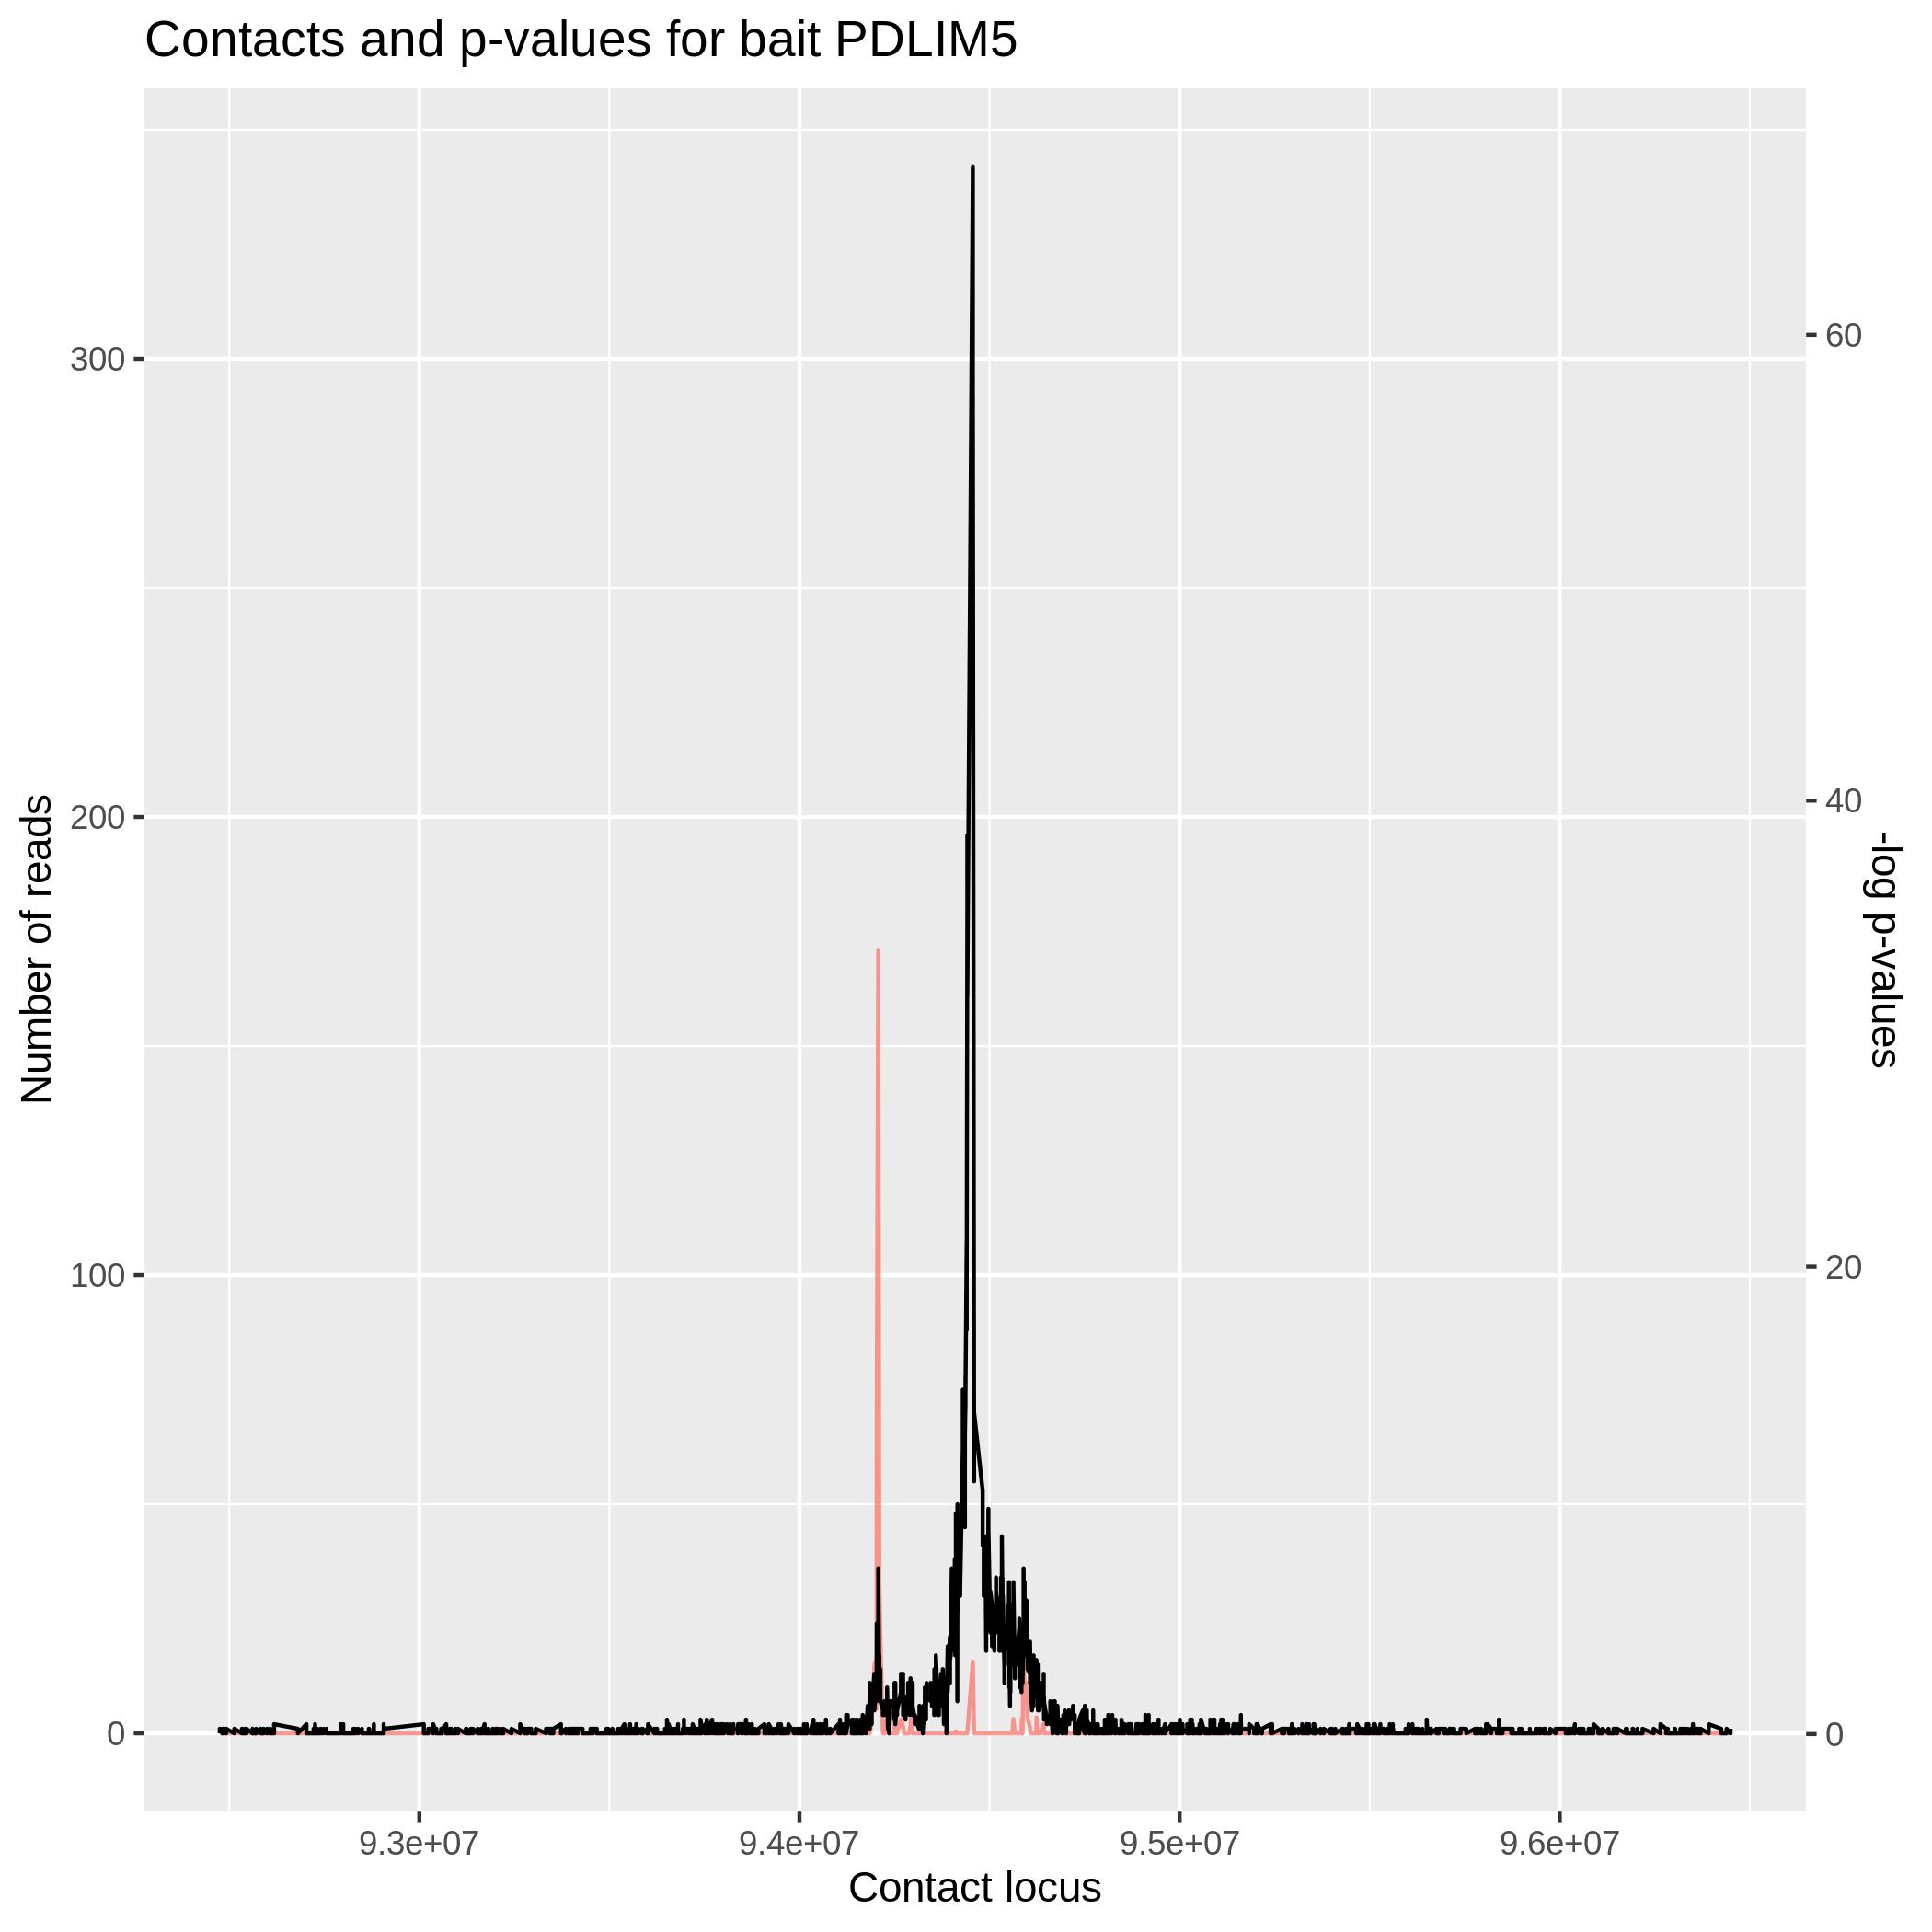 Contacts and p-values for bait PDLIM5
Number of reads
300
200
100
0
60
40
20
0
-log p-values
9.3e+07
9.4e+07
9.5e+07
9.6e+07
Contact locus